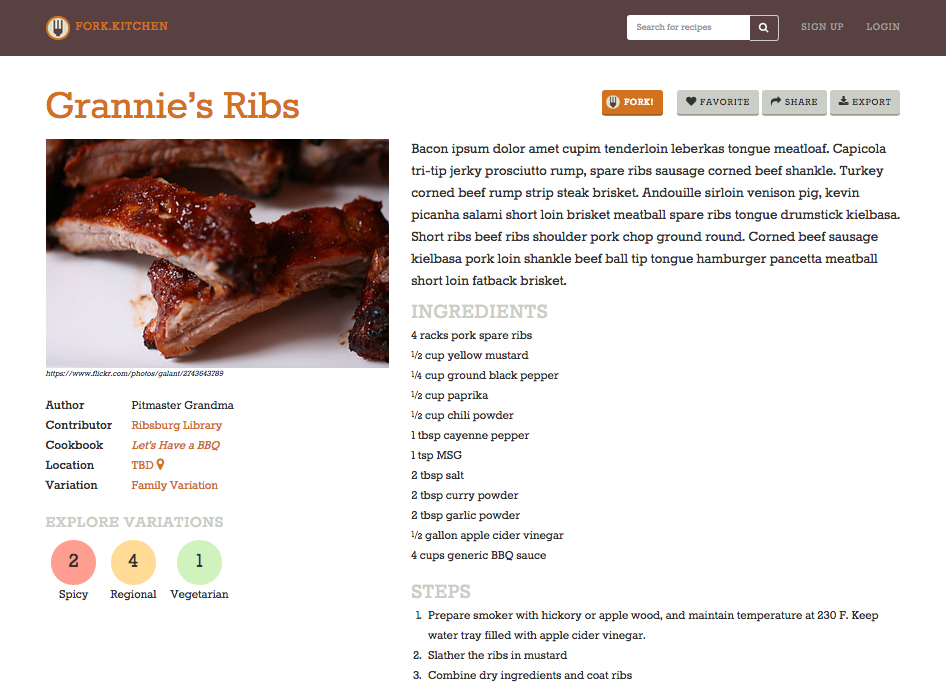 FORK.KITCHEN
Search for recipes
SIGN UP
LOGIN
Grannie's Ribs
FORK!
FAVORITE
SHARE
EXPORT
https://www.flickr.com/photos/galant/2743643789
Author Pitmaster Grandma
Contributor Ribsburg Library
Cookbook Let's Have a BBQ
Location TBD
Variation Family Variation
EXPLORE VARIATIONS
2 4 1
Spicy Regional Vegetarian
Bacon ipsum dolor amet cupim tenderloin leberkas tongue meatloaf. Capicola
tri-tip jerky prosciutto rump, spare ribs sausage corned beef shankle. Turkey
corned beef rump strip steak brisket. Andouille sirloin venison pig, kevin
picanha salami short loin brisket meatball spare ribs tongue drumstick kielbasa.
Short ribs beef ribs shoulder pork chop ground round. Corned beef sausage
kielbasa pork loin shankle beef ball tip tongue hamburger pancetta meatball
short loin fatback brisket.
INGREDIENTS
4 racks pork spare ribs
1/2 cup yellow mustard
1/4 cup ground black pepper
1/2 cup paprika
1/2 cup chili powder
1 tbsp cayenne pepper
1 tsp MSG
2 tbsp salt
2 tbsp curry powder
2 tbsp garlic powder
1/2 gallon apple cider vinegar
4 cups generic BBQ sauce
STEPS
1. Prepare smoker with hickory or apple wood, and maintain temperature at 230 F. Keep
water tray filled with apple cider vinegar.
2. Slather the ribs in mustard
3. Combine dry ingredients and coat ribs